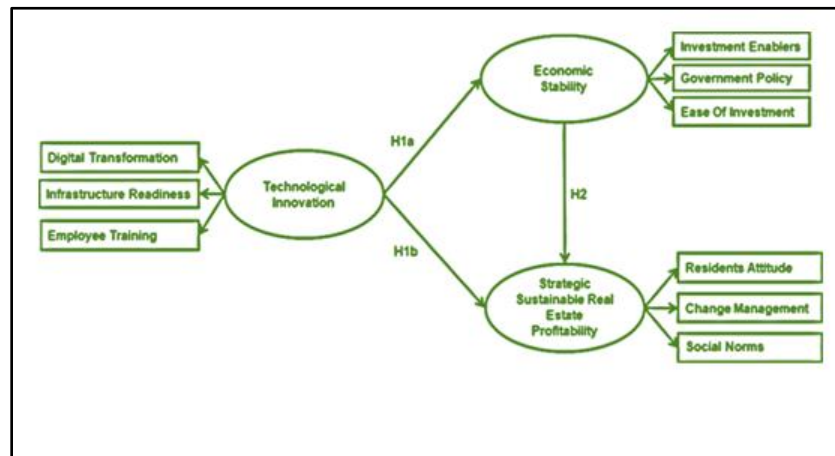 Investment Enablers
Economic
Stability
Government Policy
Ease Of Investment
H1a
Digital Transformation
Technological
Innovation
Infrastructure Readiness
Employee Training
H2
H1b
Strategic
Sustainable Real
Estate
Profitability
Residents Attitude
Change Management
Social Norms